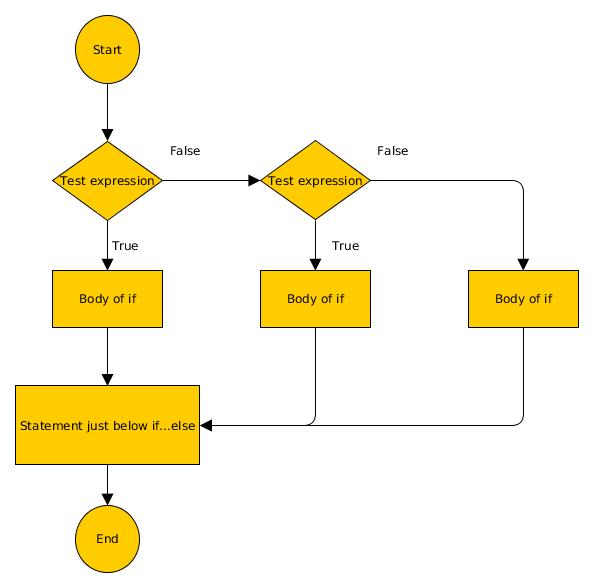 Start
False
False
Test expression
Test expression
True
True
Body of if
Body of if
Body of if
Statement just below if...else
End